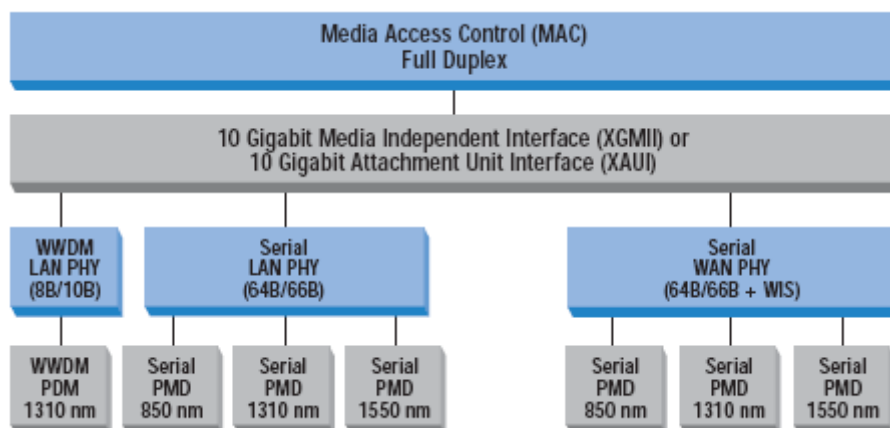 Media Access Control (MAC)
Full Duplex
10 Gigabit Media Independent Interface (XGMII) or
10 Gigabit Attachment Unit Interface (XAUI)
WWDM
LAN PHY
(8B/10B)
Serial
LAN PHY
(64B/66B)
Serial
WAN PHY
(64B/66B + WIS)
WWDM
PDM
1310 nm
Serial
PMD
850 nm
Serial
PMD
1310 nm
Serial
PMD
1550 nm
Serial
PMD
850 nm
Serial
PMD
1310 nm
Serial
PMD
1550 nm